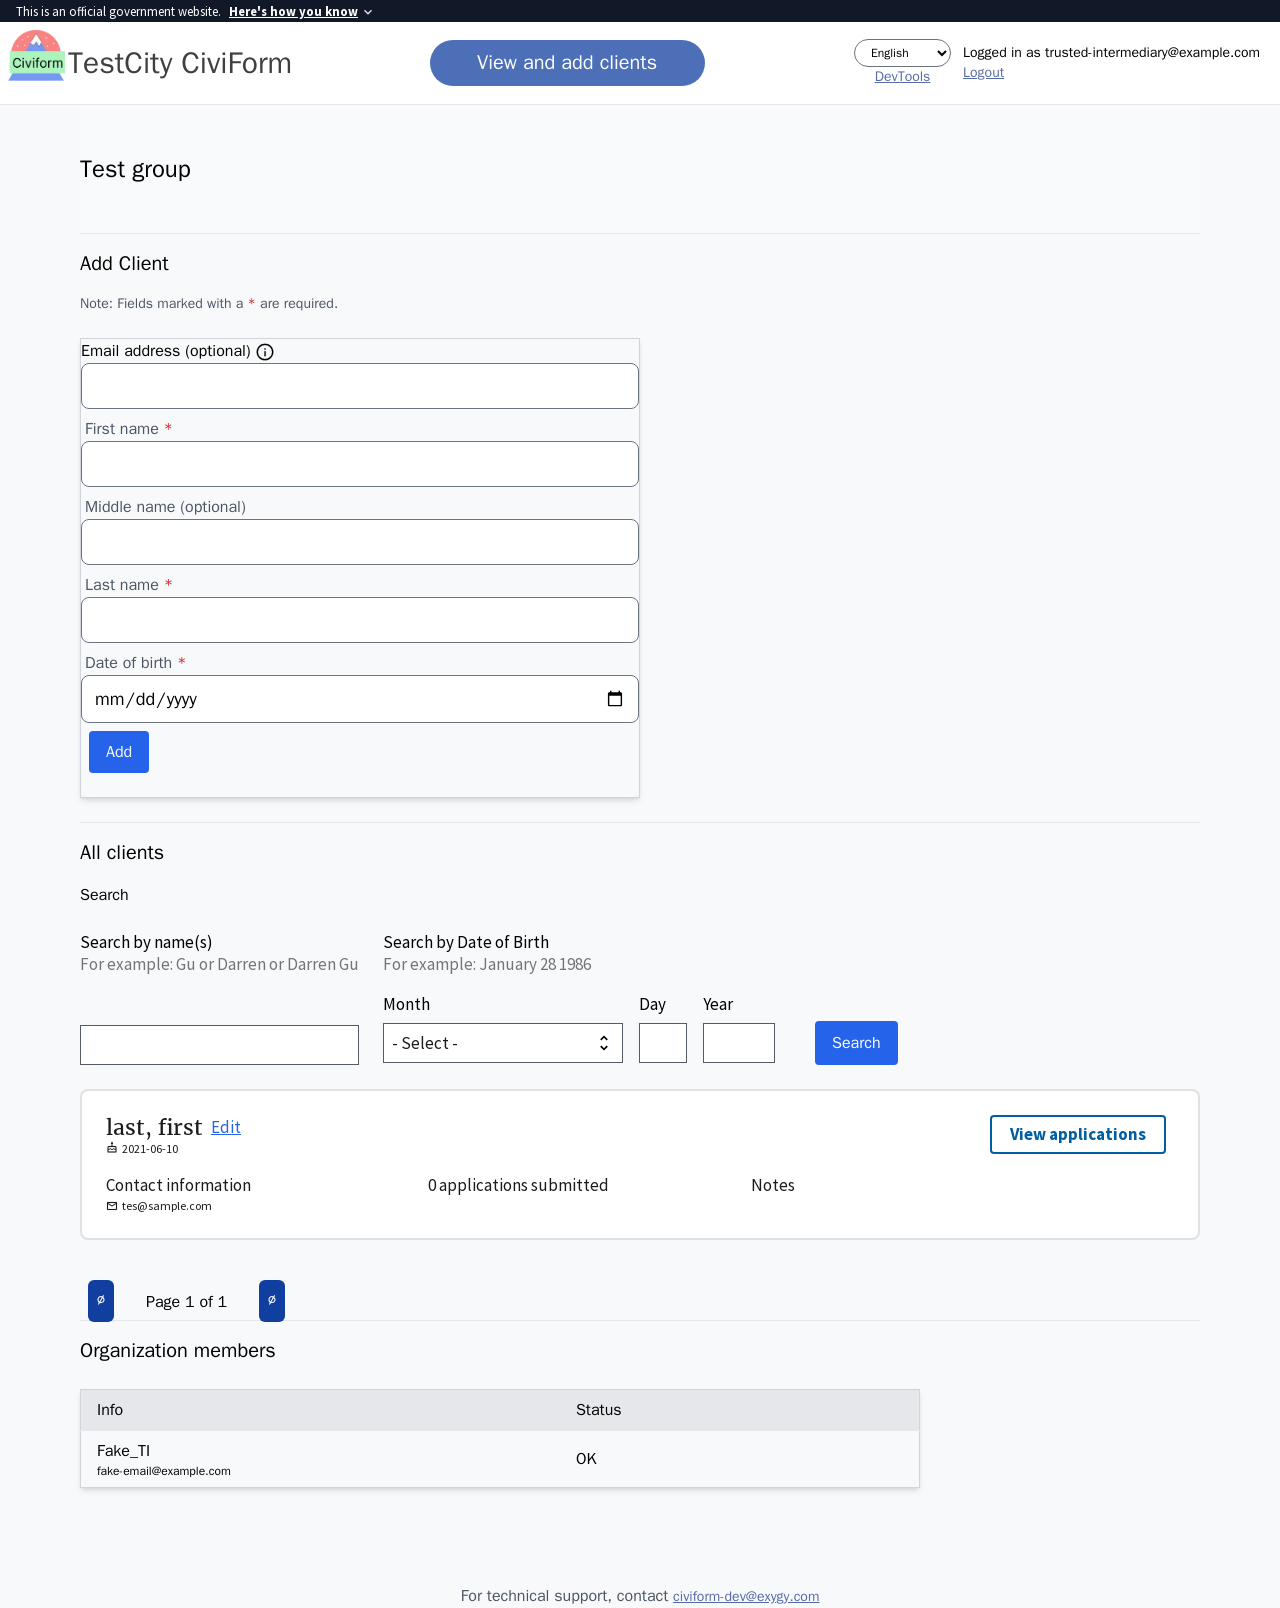 This is an official government website. Here's how you know
Civiform
TestCity CiviForm
View and add clients
English
DevTools
Logged in as trusted-intermediary@example.com
Logout
Test group
Add Client
Note: Fields marked with a * are required.
Email address (optional)
First name *
Middle name (optional)
Last name *
Date of birth *
mm/dd/yyyy
Add
All clients
Search
Search by name(s)
For example: Gu or Darren or Darren Gu
Search by Date of Birth
For example: January 28 1986
Month
Day
Year
- Select -
Search
last, first Edit
2021-06-10
View applications
Contact information
tes@sample.com
0 applications submitted
Notes
∅ Page 1 of 1 ∅
Organization members
Info Status
Fake_TI
fake-email@example.com
OK
For technical support, contact civiform-dev@exygy.com